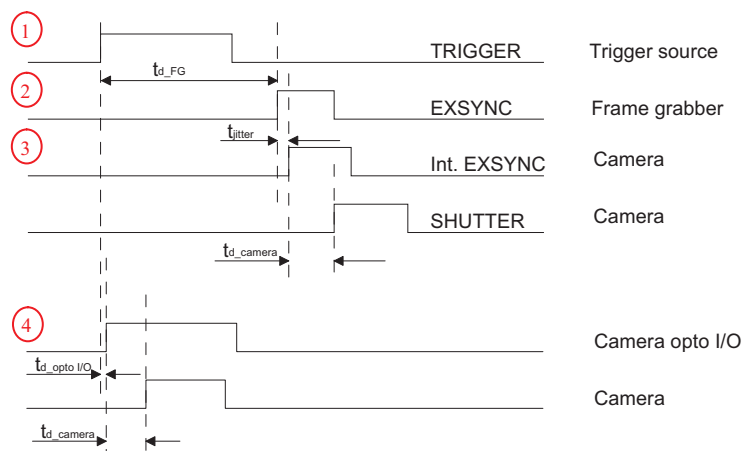 1
TRIGGER Trigger source
td_FG
2
EXSYNC Frame grabber
tjitter
3
Int. EXSYNC Camera
SHUTTER Camera
td_camera
4
Camera opto I/O
td_opto I/O
Camera
td_camera